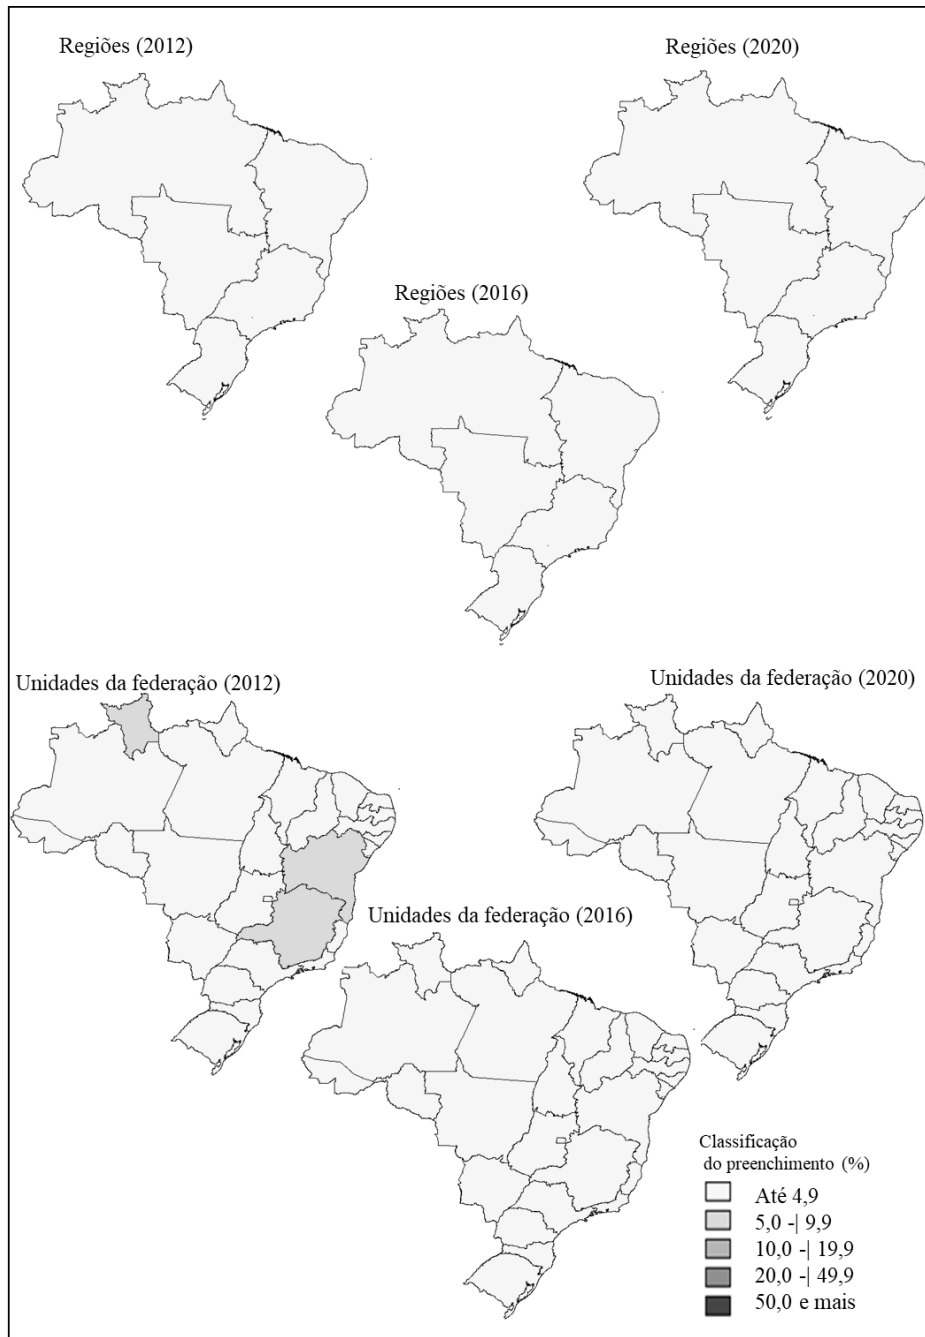 Regiões (2012)
Regiões (2020)
Regiões (2016)
Unidades da federação (2012)
Unidades da federação (2020)
Unidades da federação (2016)
Classificação
do preenchimento (%)
Até 4,9
5,0 -| 9,9
10,0 -| 19,9
20,0 -| 49,9
50,0 e mais